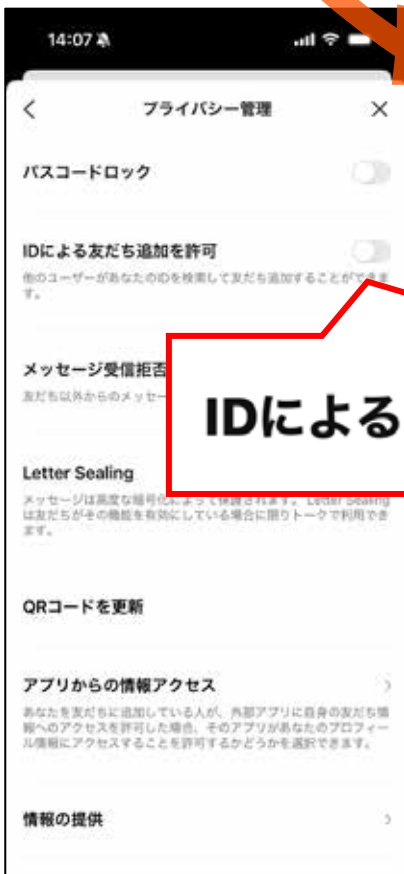 14:07
プライバシー管理
パスコードロック
IDによる友だち追加を許可
他のユーザーがあなたのIDを検索して友だち追加することができま
す。
メッセージ受信拒否
友だち以外からのメッセー
IDによる
Letter Sealing
メッセージは高度な暗号化によって保護されます。 Letter Sealing
は友だちがその機能を有効にしている場合に限りトークで利用でき
ます。
QRコードを更新
アプリからの情報アクセス
あなたを友だちに追加している人が、外部アプリに自身の友だち情
報へのアクセスを許可した場合、そのアプリがあなたのプロフィー
ル情報にアクセスすることを許可するかどうかを選択できます。
情報の提供